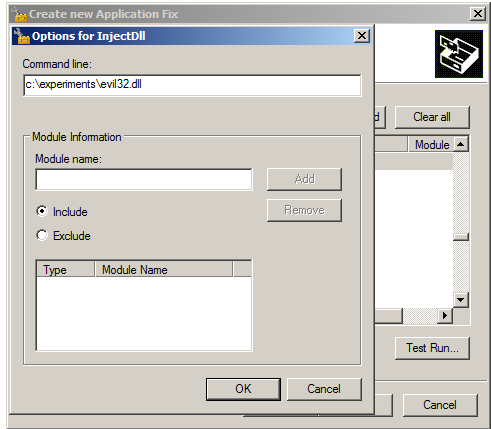 Create new Application Fix
Options for InjectDll
Command line:
c:\experiments\evil32.dll
Clear all
Module Information
Module
Module name:
Add
Include
Remove
Exclude
Type Module Name
Test Run...
OK Cancel
Cancel